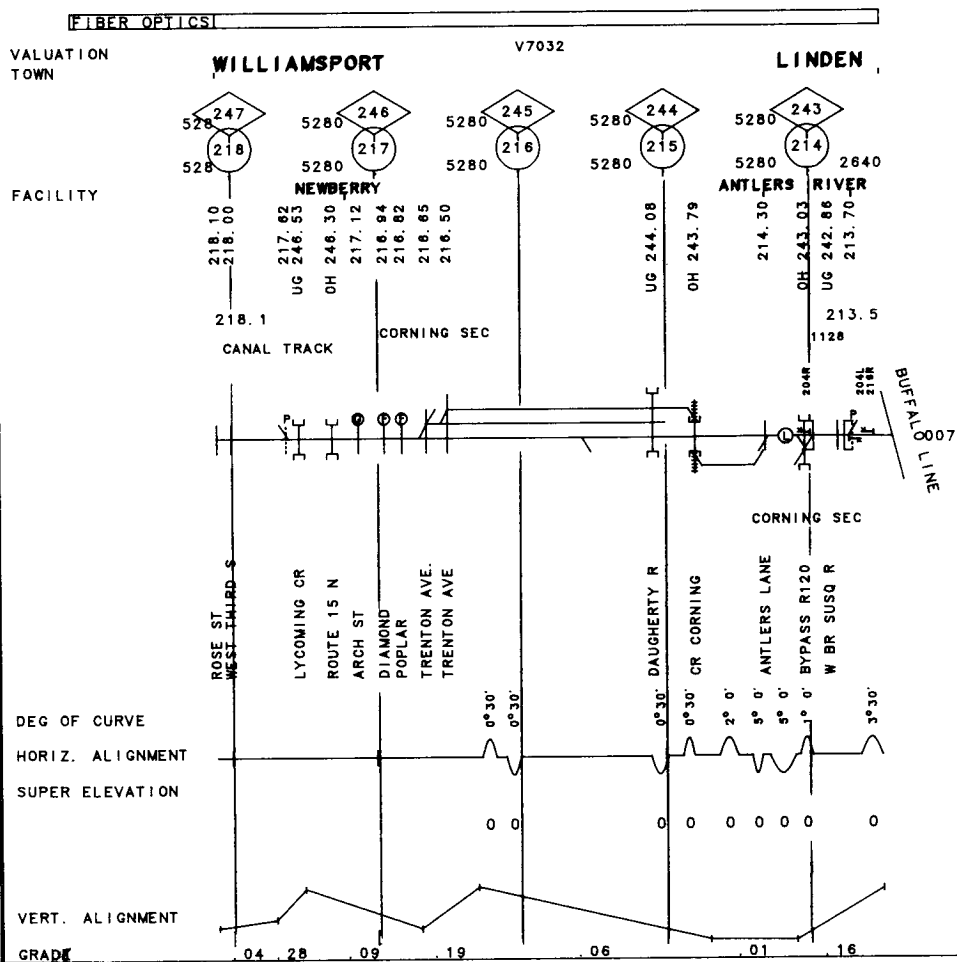 FIBER OPTICS
VALUATION V7032
TOWN WILLIAMSPORT LINDEN
247 246 245 244 243
528 5280 5280 5280 5280
218 217 216 215 214
528 5280 5280 5280 5280 2640
FACILITY NEWBERRY ANTLERS RIVER
218.10
218.00
217.62
UG 246.53
OH 246.30
217.12
216.94
216.82
216.65
216.50
UG 244.08
OH 243.79
214.30
OH 243.03
UG 242.86
213.70
218.1 213.5
CORNING SEC 1128
CANAL TRACK
204R
204L
219R
BUFFALO LINE
P P
L 007
CORNING SEC
ROSE ST
WEST THIRD S
LYCOMING CR
ROUTE 15 N
ARCH ST
DIAMOND
POPLAR
TRENTON AVE.
TRENTON AVE
DAUGHERTY R
CR CORNING
ANTLERS LANE
BYPASS R120
W BR SUSQ R
DEG OF CURVE 0°30' 0°30' 0°30' 0°30' 2° 0' 5° 0' 5° 0' 1° 0' 3°30'
HORIZ. ALIGNMENT
SUPER ELEVATION
0 0 0 0 0 0 0 0 0
VERT. ALIGNMENT
GRADE .04 .28 .09 .19 .06 .01 .16